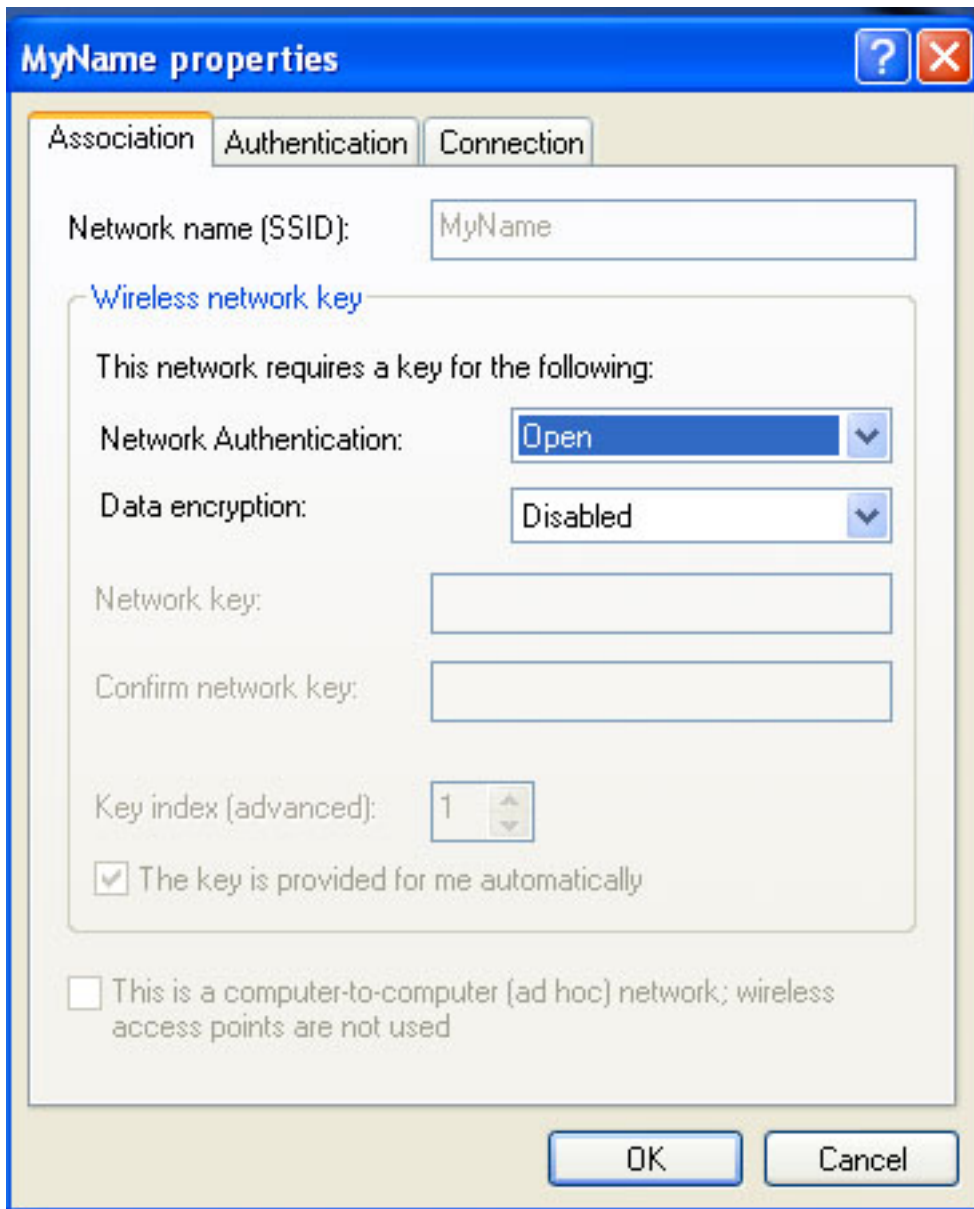 MyName properties
Association
Authentication
Connection
Network name (SSID):
MyName
Wireless network key
This network requires a key for the following:
Network Authentication:
Open
Data encryption:
Disabled
Network key:
Confirm network key:
Key index (advanced):
1
The key is provided for me automatically
This is a computer-to-computer (ad hoc) network; wireless
access points are not used
OK
Cancel